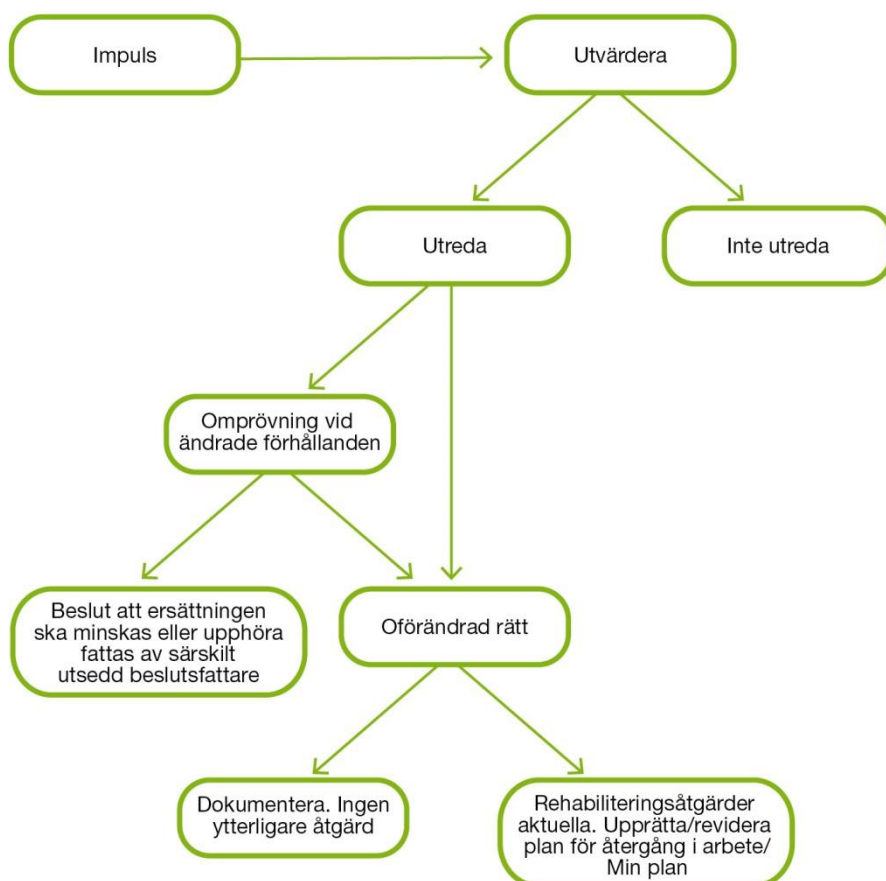 Impuls
Utvärdera
Utreda
Inte utreda
Omprövning vid
ändrade förhållanden
Beslut att ersättningen
ska minskas eller upphöra
fattas av särskilt
utsedd beslutsfattare
Oförändrad rätt
Dokumentera. Ingen
ytterligare åtgärd
Rehabiliteringsåtgärder
aktuella. Upprätta/revidera
plan för återgång i arbete/
Min plan